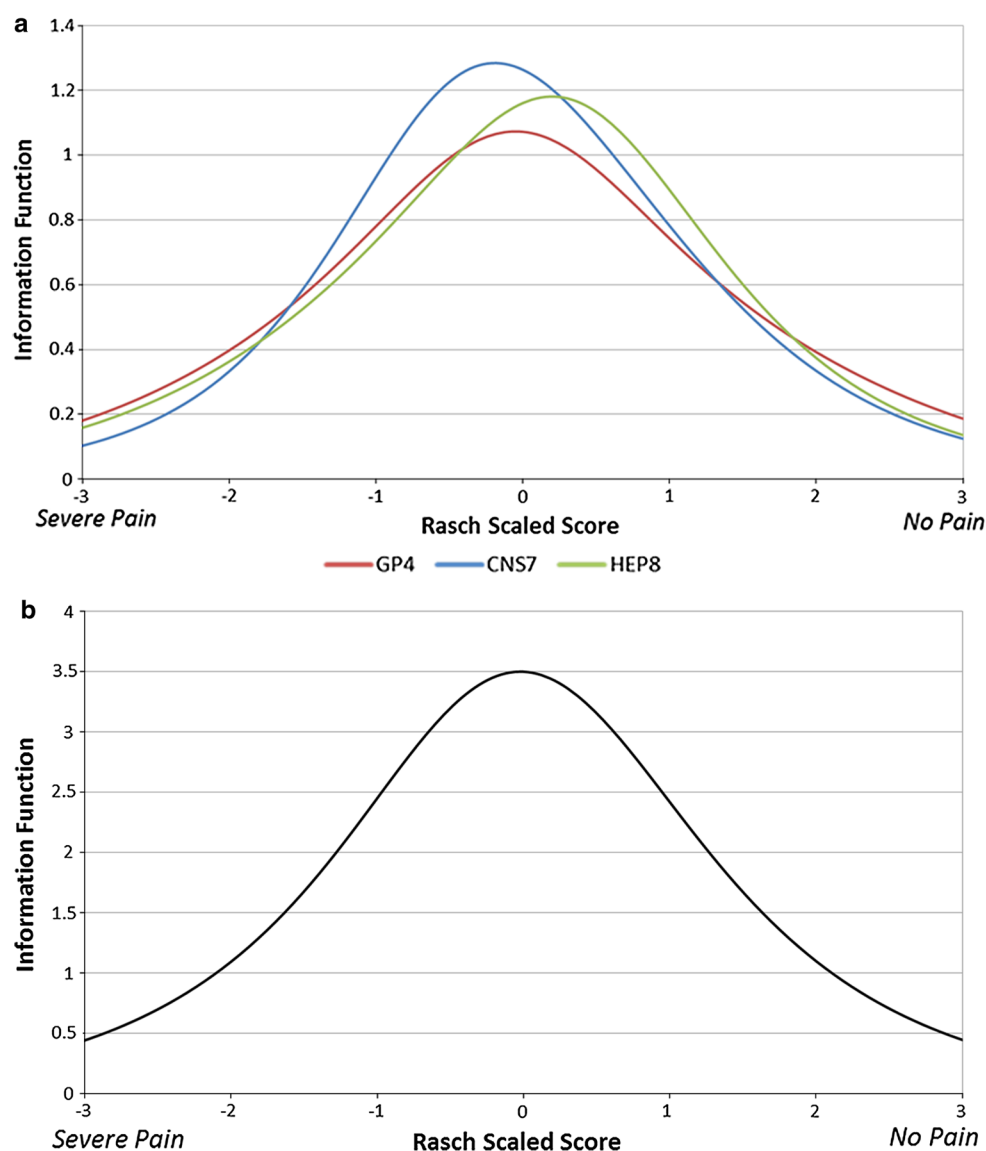 a
1.4
1.2
1
0.8
0.6
0.4
0.2
0
Information Function
-3 -2 -1 0 1 2 3
Severe Pain Rasch Scaled Score No Pain
GP4 CNS7 HEP8
b
4
3.5
3
2.5
2
1.5
1
0.5
0
Information Function
-3 -2 -1 0 1 2 3
Severe Pain Rasch Scaled Score No Pain